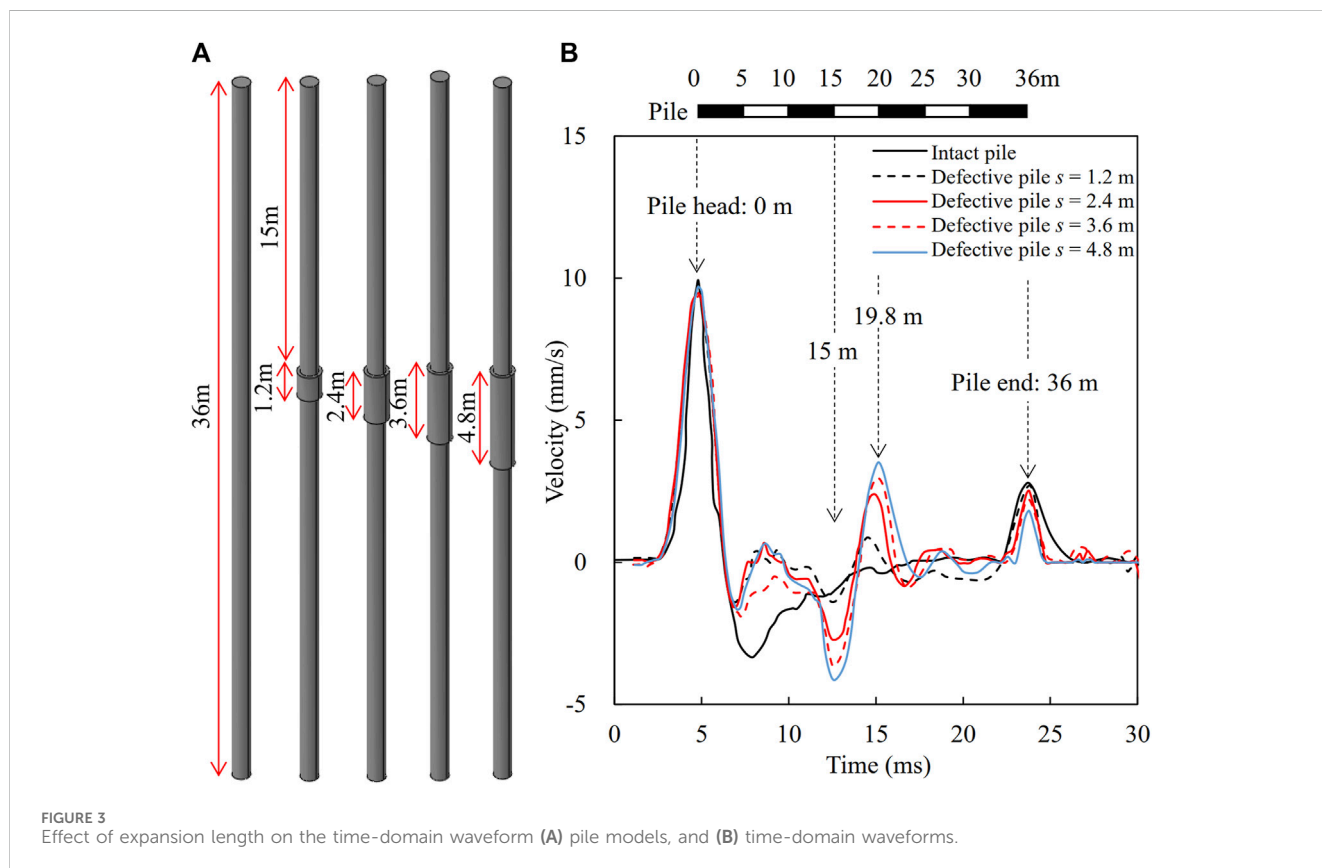 A
36m
15m
1.2m
2.4m
3.6m
4.8m
B
0 5 10 15 20 25 30 36m
Pile
Velocity (mm/s)
15
10
5
0
-5
Intact pile
Defective pile s = 1.2 m
Defective pile s = 2.4 m
Defective pile s = 3.6 m
Defective pile s = 4.8 m
Pile head: 0 m
19.8 m
15 m
Pile end: 36 m
0 5 10 15 20 25 30
Time (ms)
FIGURE 3
Effect of expansion length on the time-domain waveform (A) pile models, and (B) time-domain waveforms.